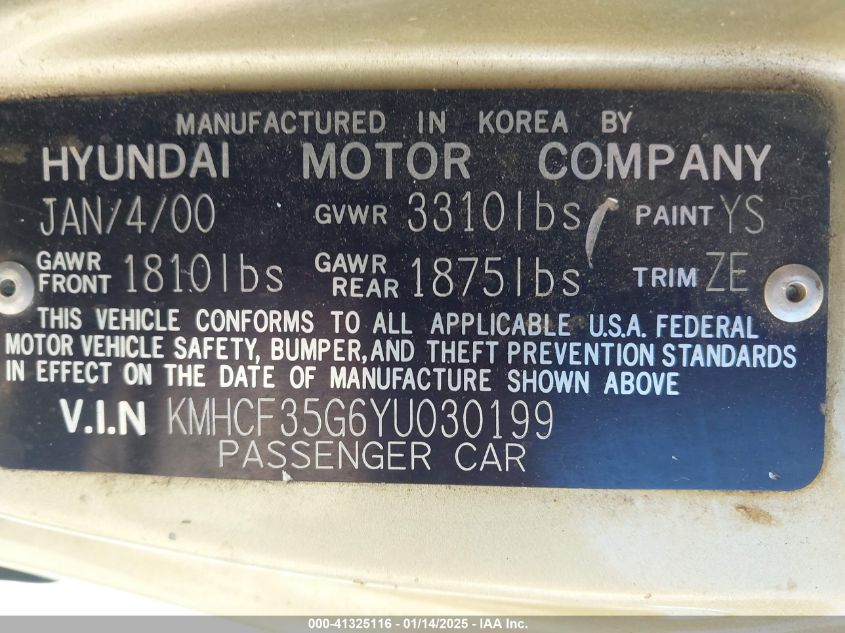 MANUFACTURED IN KOREA BY
HYUNDAI MOTOR COMPANY
JAN/4/00 GVWR 3310lbs PAINT YS
GAWR FRONT 1810lbs GAWR REAR 1875lbs TRIM ZE
THIS VEHICLE CONFORMS TO ALL APPLICABLE U.S.A. FEDERAL
MOTOR VEHICLE SAFETY, BUMPER, AND THEFT PREVENTION STANDARDS
IN EFFECT ON THE DATE OF MANUFACTURE SHOWN ABOVE
V.I.N KMHCF35G6YU030199
PASSENGER CAR
000-41325116 - 01/14/2025 - IAA Inc.